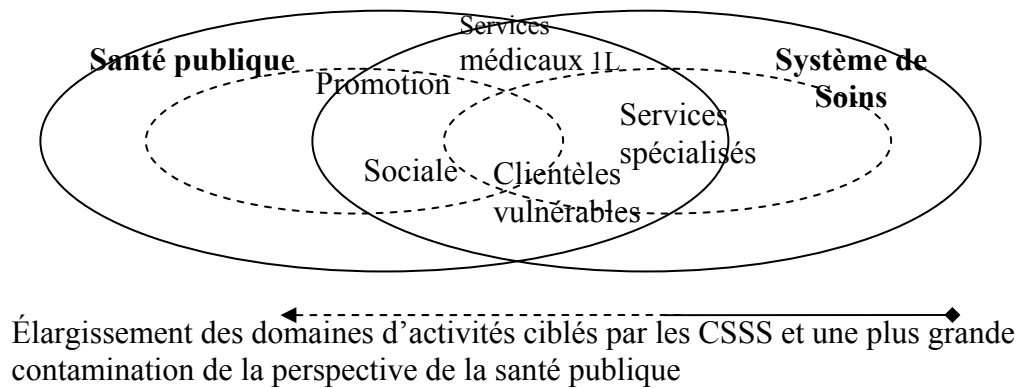 Services
médicaux 1L
Santé publique
Système de
Soins
Promotion
Services
spécialisés
Sociale
Clientèles
vulnérables
Élargissement des domaines d’activités ciblés par les CSSS et une plus grande
contamination de la perspective de la santé publique